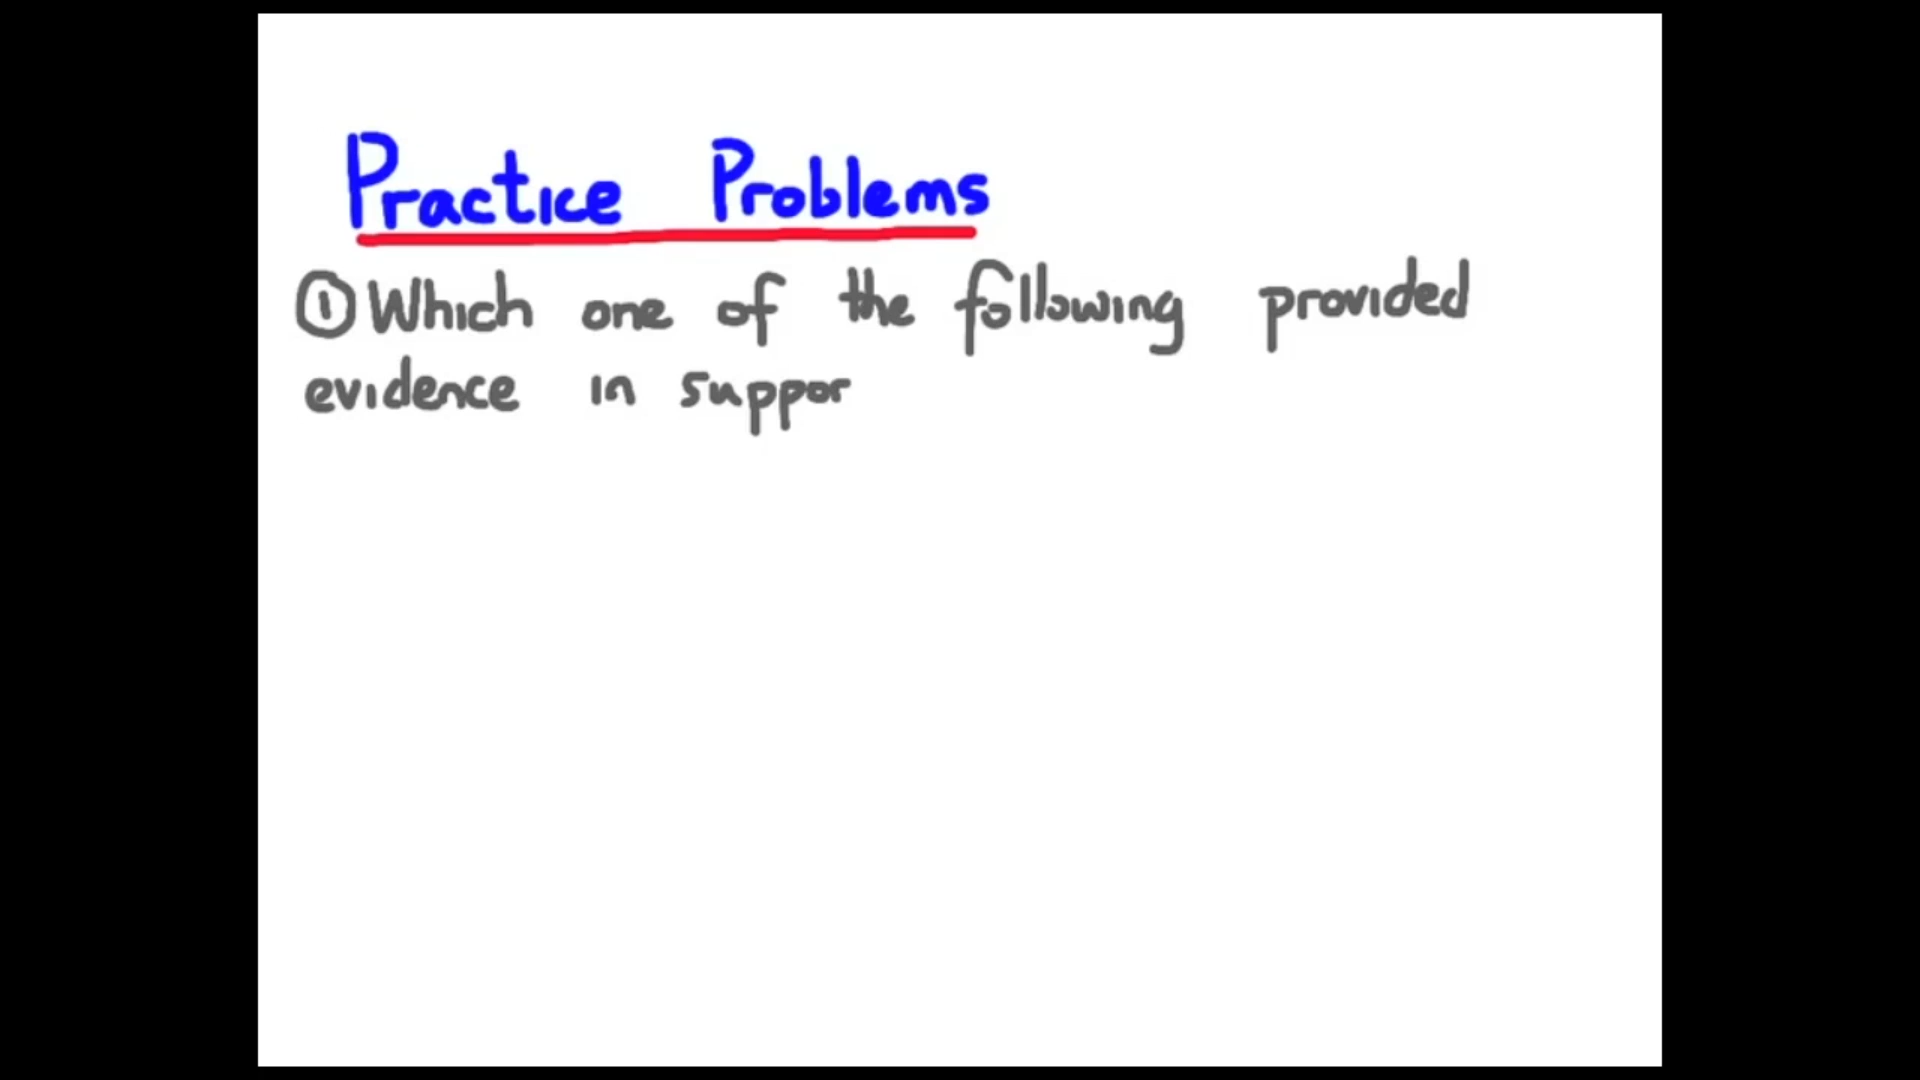 Practice Problems
① Which one of the following provided
evidence in suppor